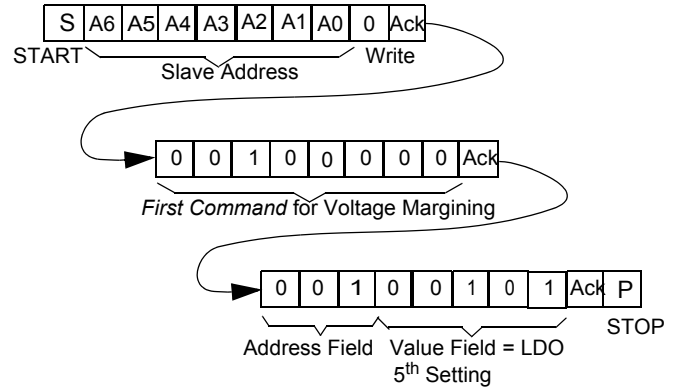 S A6 A5 A4 A3 A2 A1 A0 0 Ack
START Slave Address Write
0 0 1 0 0 0 0 0 Ack
First Command for Voltage Margining
0 0 1 0 0 1 0 1 Ack P
STOP
Address Field Value Field = LDO
5th Setting